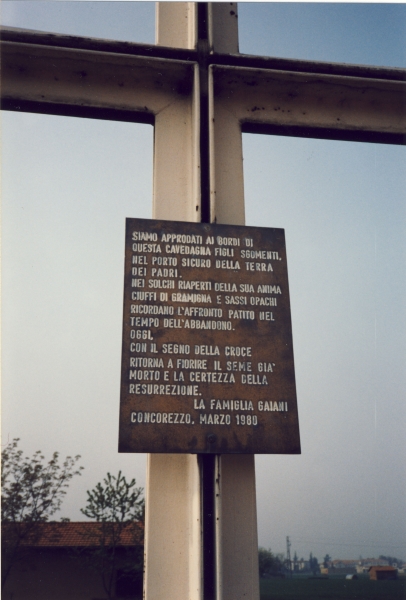 SIAMO APPRODATI AI BORDI DI
QUESTA CAVEDAGNA FIGLI SGOMENTI,
NEL PORTO SICURO DELLA TERRA
DEI PADRI.
NEI SOLCHI RIAPERTI DELLA SUA ANIMA
CIUFFI DI GRAMIGNA E SASSI OPACHI
RICORDANO L'AFFRONTO PATITO NEL
TEMPO DELL'ABBANDONO.
OGGI,
CON IL SEGNO DELLA CROCE
RITORNA A FIORIRE IL SEME GIA'
MORTO E LA CERTEZZA DELLA
RESURREZIONE.
LA FAMIGLIA GAIANI
CONCOREZZO, MARZO 1980